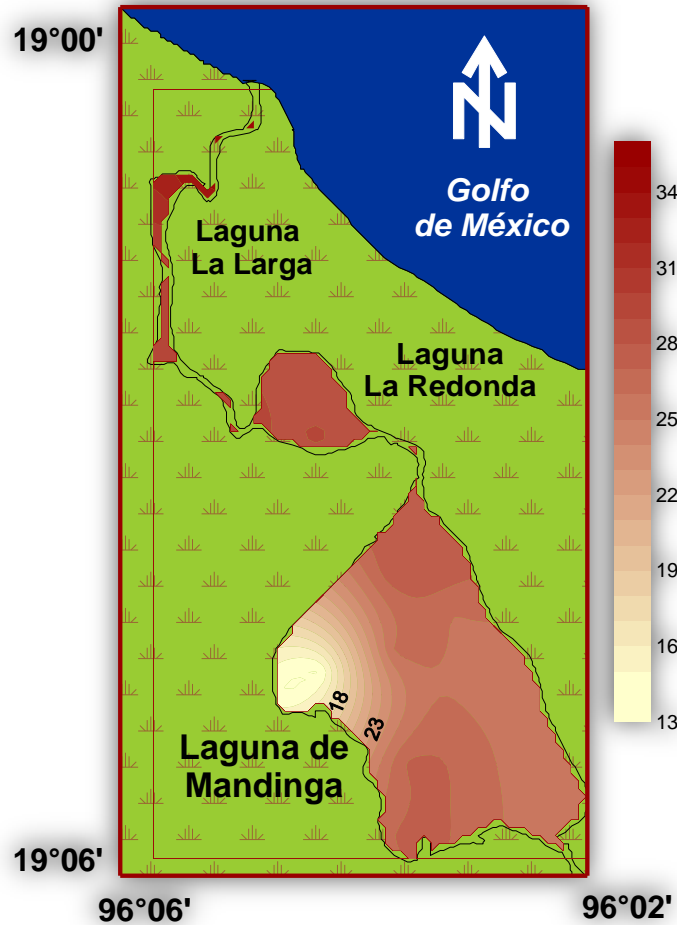 19°00'
N
Golfo
de México
34
31
28
25
22
19
16
13
Laguna
La Larga
Laguna
La Redonda
18
23
Laguna de
Mandinga
19°06'
96°06'
96°02'